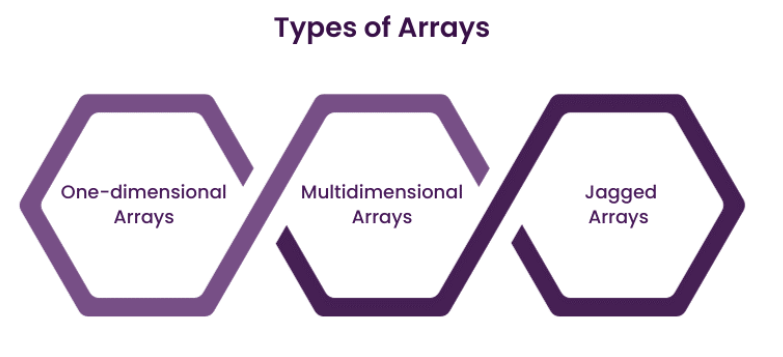 Types of Arrays
One-dimensional
Arrays
Multidimensional
Arrays
Jagged
Arrays